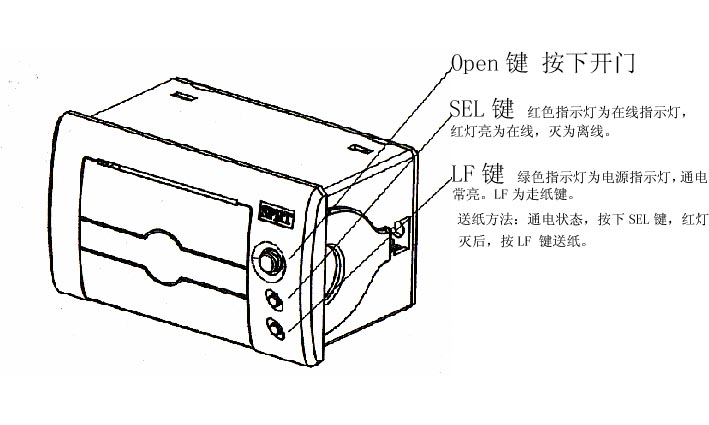 Open 键 按下开门
SEL 键 红色指示灯为在线指示灯，
红灯亮为在线，灭为离线。
LF 键 绿色指示灯为电源指示灯，通电
常亮。LF 为走纸键。
送纸方法：通电状态，按下 SEL 键，红灯
灭后，按 LF 键送纸。
SPRT